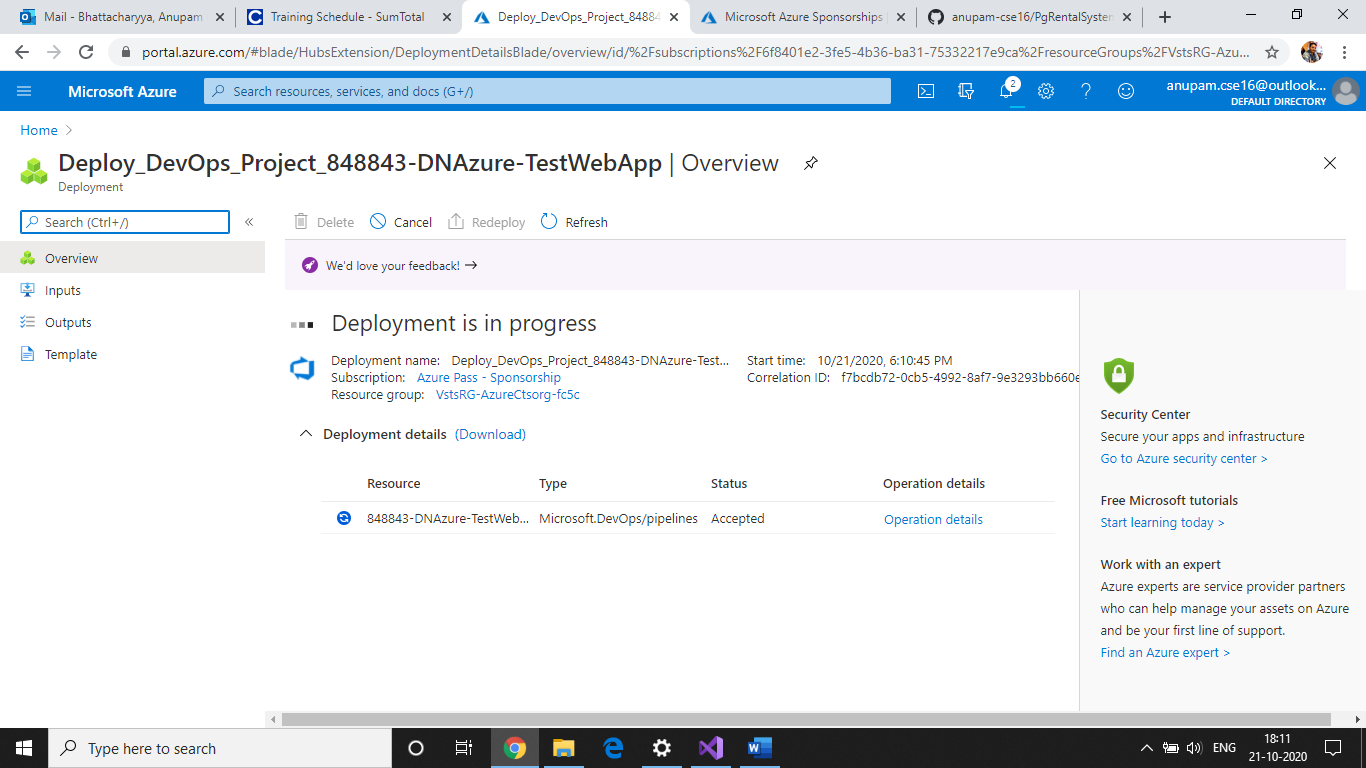 Mail - Bhattacharyya, Anupam
Training Schedule - SumTotal
Deploy_DevOps_Project_84884
Microsoft Azure Sponsorships
anupam-cse16/PgRentalSystem
portal.azure.com/#blade/HubsExtension/DeploymentDetailsBlade/overview/id/%2Fsubscriptions%2F6f8401e2-3fe5-4b36-ba31-75332217e9ca%2FresourceGroups%2FVstsRG-Azu...
Microsoft Azure
Search resources, services, and docs (G+/)
2
anupam.cse16@outlook...
DEFAULT DIRECTORY
Home
Deploy_DevOps_Project_848843-DNAzure-TestWebApp | Overview
Deployment
Search (Ctrl+/)
Delete
Cancel
Redeploy
Refresh
Overview
Inputs
Outputs
Template
We'd love your feedback!
Deployment is in progress
Deployment name: Deploy_DevOps_Project_848843-DNAzure-Test...
Subscription: Azure Pass - Sponsorship
Resource group: VstsRG-AzureCtsorg-fc5c
Start time: 10/21/2020, 6:10:45 PM
Correlation ID: f7bcdb72-0cb5-4992-8af7-9e3293bb660e
Deployment details (Download)
Resource Type Status Operation details
848843-DNAzure-TestWeb... Microsoft.DevOps/pipelines Accepted Operation details
Security Center
Secure your apps and infrastructure
Go to Azure security center >
Free Microsoft tutorials
Start learning today >
Work with an expert
Azure experts are service provider partners
who can help manage your assets on Azure
and be your first line of support.
Find an Azure expert >
Type here to search
ENG
18:11
21-10-2020